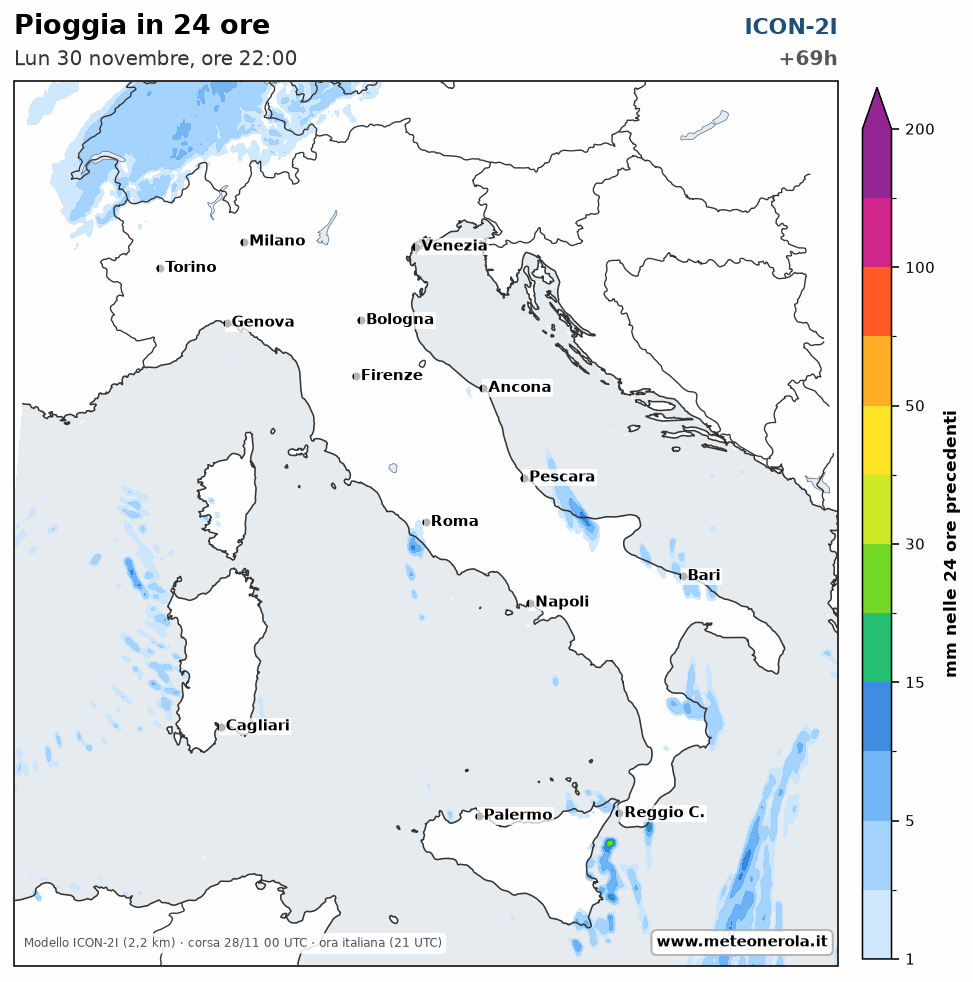 Pioggia in 24 ore
ICON-2I
Lun 30 novembre, ore 22:00
+69h
Milano
Venezia
Torino
Genova
Bologna
Firenze
Ancona
Pescara
Roma
Bari
Napoli
Cagliari
Palermo
Reggio C.
200
100
50
30
15
5
1
mm nelle 24 ore precedenti
Modello ICON-2I (2,2 km) · corsa 28/11 00 UTC · ora italiana (21 UTC)
www.meteonerola.it